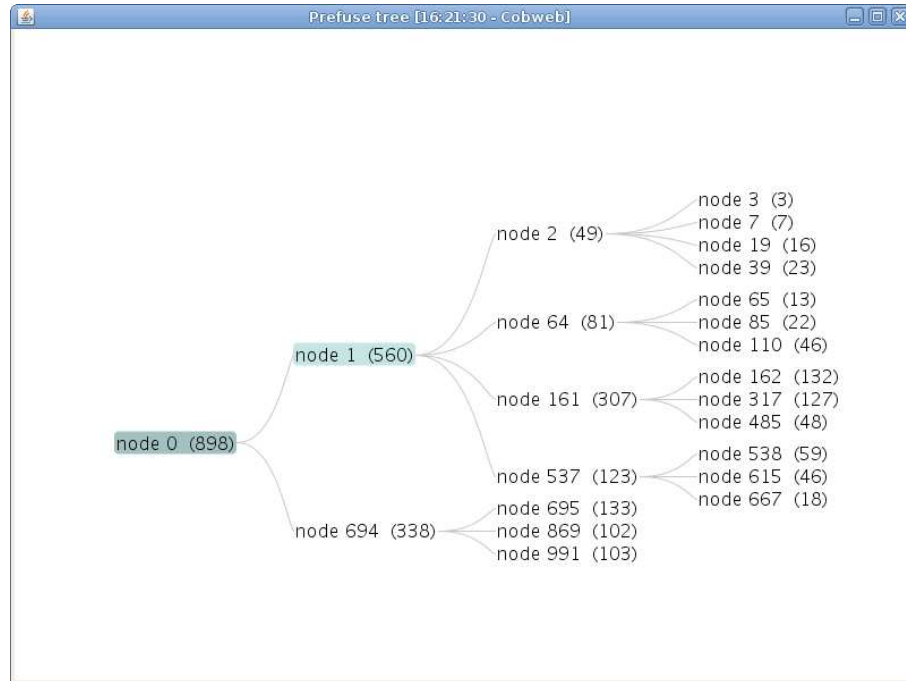 Prefuse tree [16:21:30 - Cobweb]
node 0 (898)
node 1 (560)
node 694 (338)
node 2 (49)
node 64 (81)
node 161 (307)
node 537 (123)
node 695 (133)
node 869 (102)
node 991 (103)
node 3 (3)
node 7 (7)
node 19 (16)
node 39 (23)
node 65 (13)
node 85 (22)
node 110 (46)
node 162 (132)
node 317 (127)
node 485 (48)
node 538 (59)
node 615 (46)
node 667 (18)